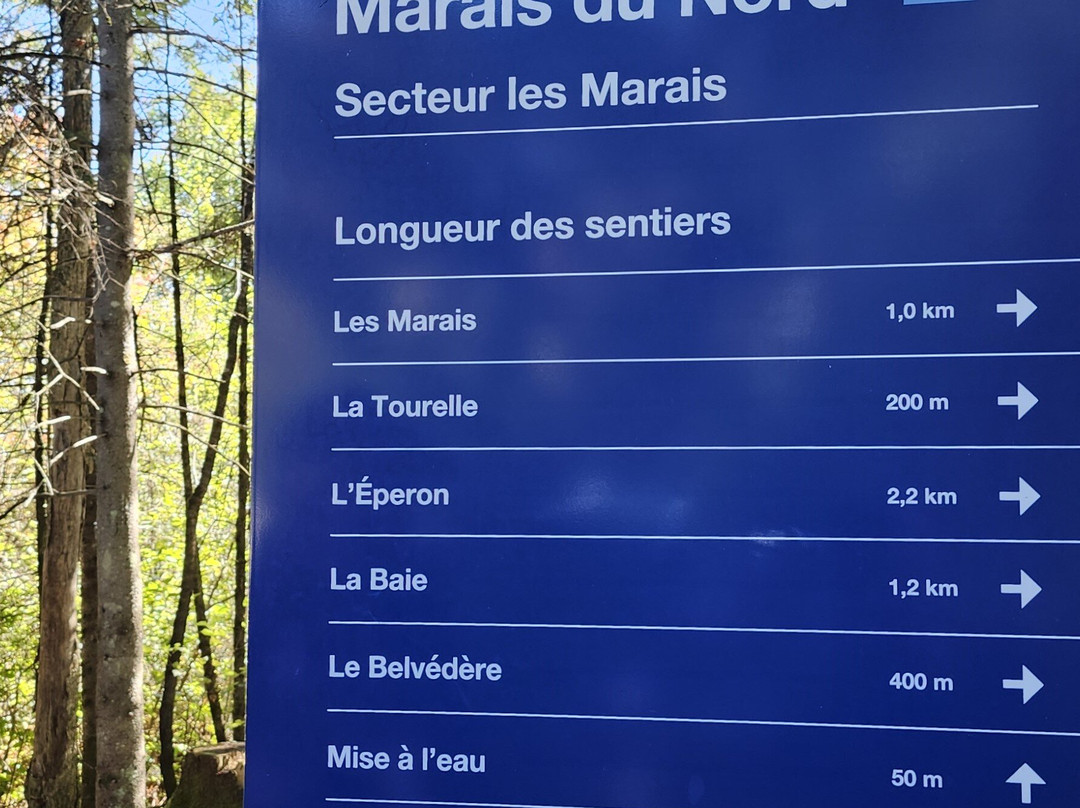 Marais du Nord
Secteur les Marais
Longueur des sentiers
Les Marais 1,0 km →
La Tourelle 200 m →
L’Éperon 2,2 km →
La Baie 1,2 km →
Le Belvédère 400 m →
Mise à l’eau 50 m ↑